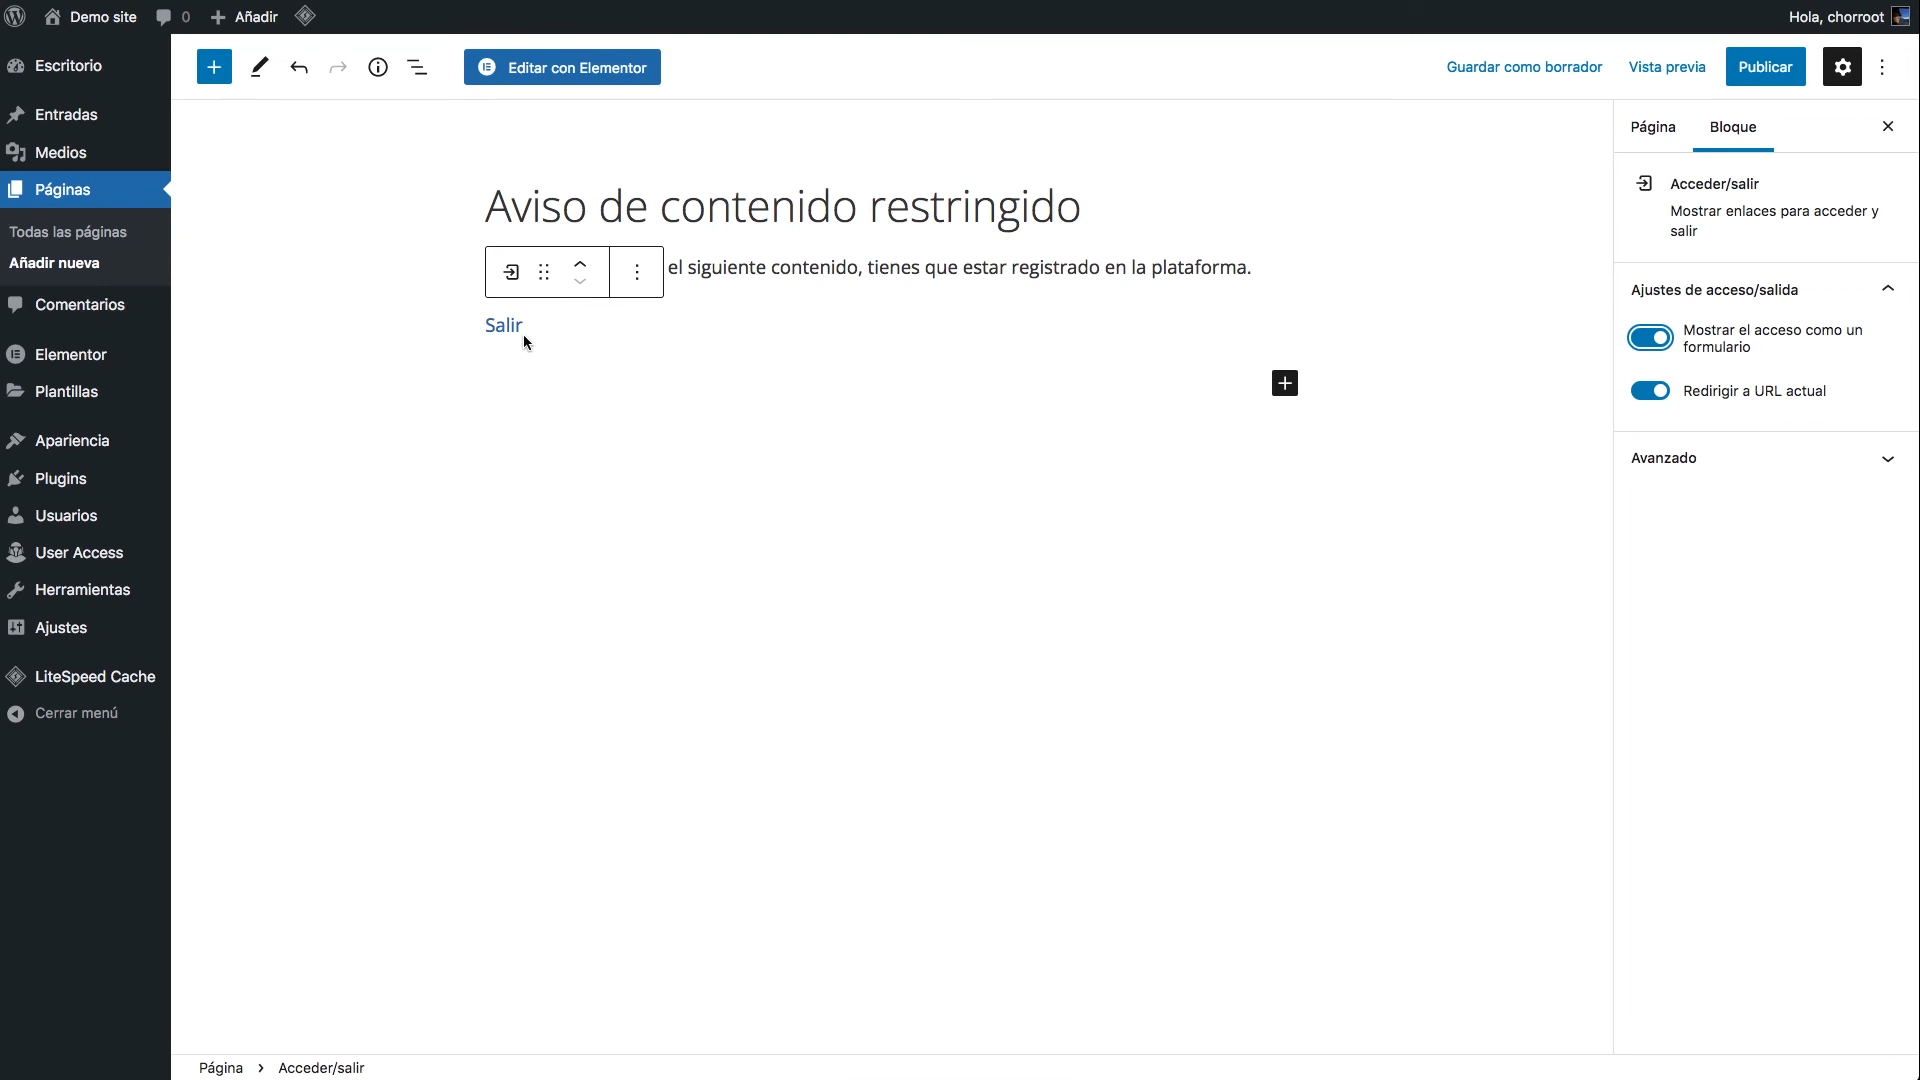 Demo site
0
Añadir
Hola, chorroot
Escritorio
Entradas
Medios
Páginas
Todas las páginas
Añadir nueva
Comentarios
Elementor
Plantillas
Apariencia
Plugins
Usuarios
User Access
Herramientas
Ajustes
LiteSpeed Cache
Cerrar menú
Editar con Elementor
Guardar como borrador
Vista previa
Publicar
Aviso de contenido restringido
el siguiente contenido, tienes que estar registrado en la plataforma.
Salir
Página
Bloque
Acceder/salir
Mostrar enlaces para acceder y
salir
Ajustes de acceso/salida
Mostrar el acceso como un
formulario
Redirigir a URL actual
Avanzado
Página
Acceder/salir